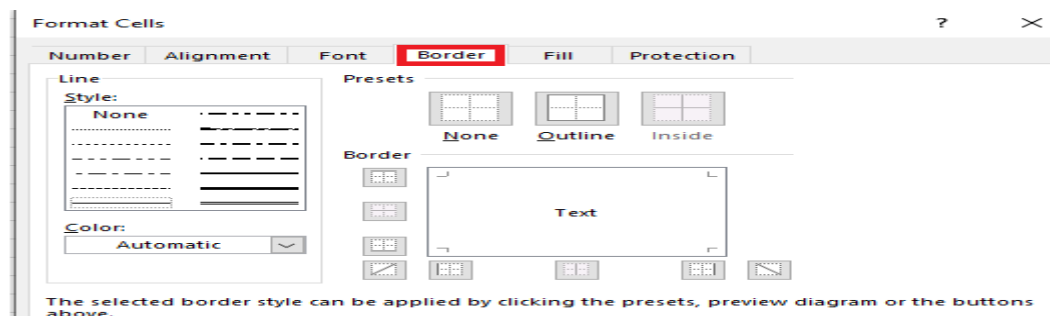 Format Cells ? ×
Number Alignment Font Border Fill Protection
Line
Style:
None
Color:
Automatic
Presets
None Outline Inside
Border
Text
The selected border style can be applied by clicking the presets, preview diagram or the buttons
above.